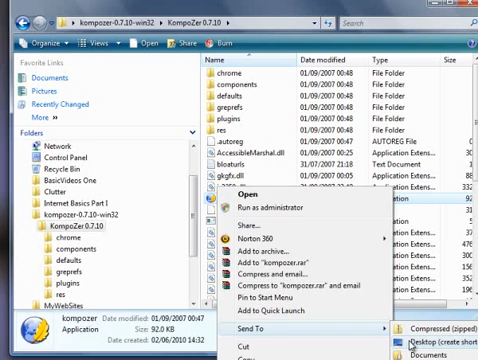 kompozer-0.7.10-win32 KompoZer 0.7.10 Search
Organize Views Open Share Burn
Favorite Links
Documents
Pictures
Recently Changed
More »
Folders
Network
Control Panel
Recycle Bin
BasicVideos One
Clutter
Internet Basics Part I
kompozer-0.7.10-win32
KompoZer 0.7.10
chrome
components
defaults
greprefs
plugins
res
MyWebSites
Name Date modified Type Size
chrome 01/09/2007 00:48 File Folder
components 01/09/2007 00:48 File Folder
defaults 01/09/2007 00:48 File Folder
greprefs 01/09/2007 00:48 File Folder
plugins 01/09/2007 00:48 File Folder
res 01/09/2007 00:48 File Folder
.autoreg 01/09/2007 00:48 AUTOREG File
AccessibleMarshal.dll 01/09/2007 00:48 Application Extens...
bloaturls 31/07/2007 21:18 Text Document
gkgfx.dll 01/09/2007 00:48 Application Extens...
Open
Run as administrator
Share...
Norton 360
Add to archive...
Add to "kompozer.rar"
Compress and email...
Compress to "kompozer.rar" and email
Pin to Start Menu
Add to Quick Launch
Send To
Cut
Copy
Compressed (zipped)
Desktop (create short
Documents
kompozer Date modified: 01/09/2007 00:47
Application Size: 92.0 KB
Date created: 02/06/2010 14:32